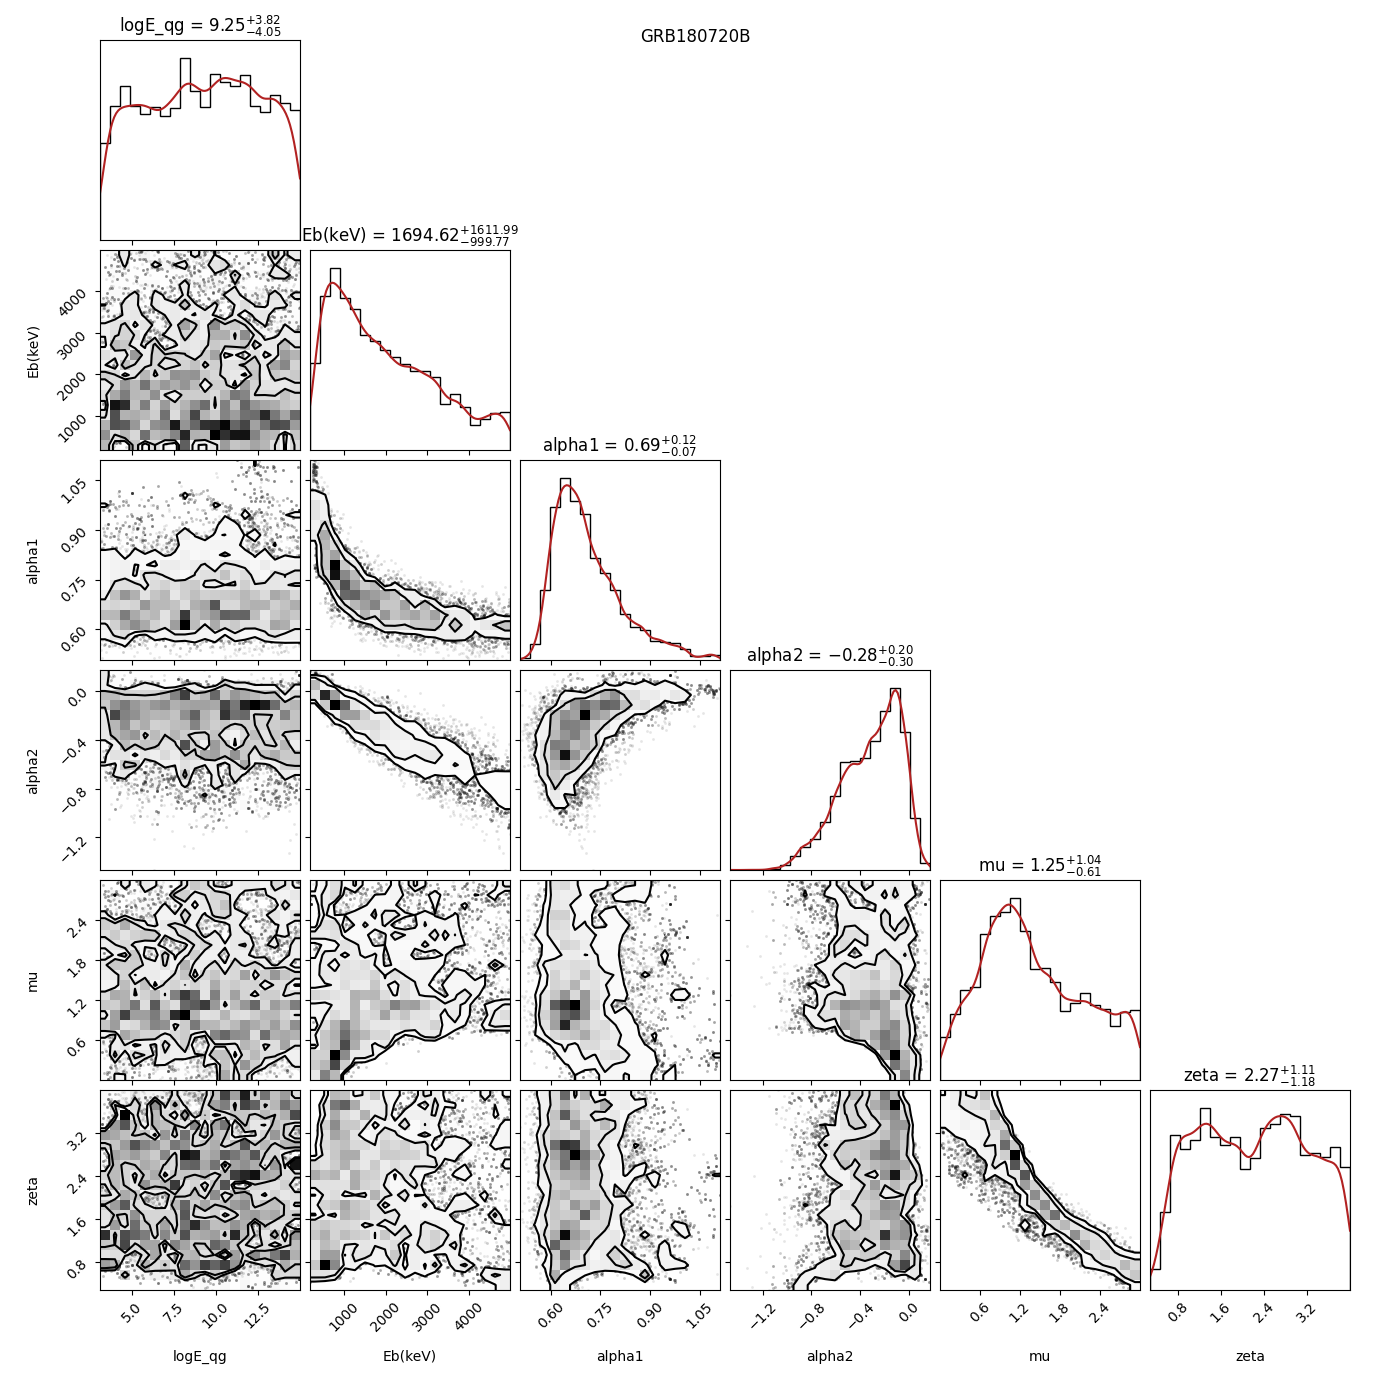 GRB180720B
logE_qg = 9.25+3.82−4.05
Eb(keV) = 1694.62+1611.99−999.77
alpha1 = 0.69+0.12−0.07
alpha2 = −0.28+0.20−0.30
mu = 1.25+1.04−0.61
zeta = 2.27+1.11−1.18
Eb(keV)
4000
3000
2000
1000
alpha1
1.05
0.90
0.75
0.60
alpha2
0.0
−0.4
−0.8
−1.2
mu
2.4
1.8
1.2
0.6
zeta
3.2
2.4
1.6
0.8
5.0 7.5 10.0 12.5
1000 2000 3000 4000
0.60 0.75 0.90 1.05
−1.2 −0.8 −0.4 0.0
0.6 1.2 1.8 2.4
0.8 1.6 2.4 3.2
logE_qg Eb(keV) alpha1 alpha2 mu zeta